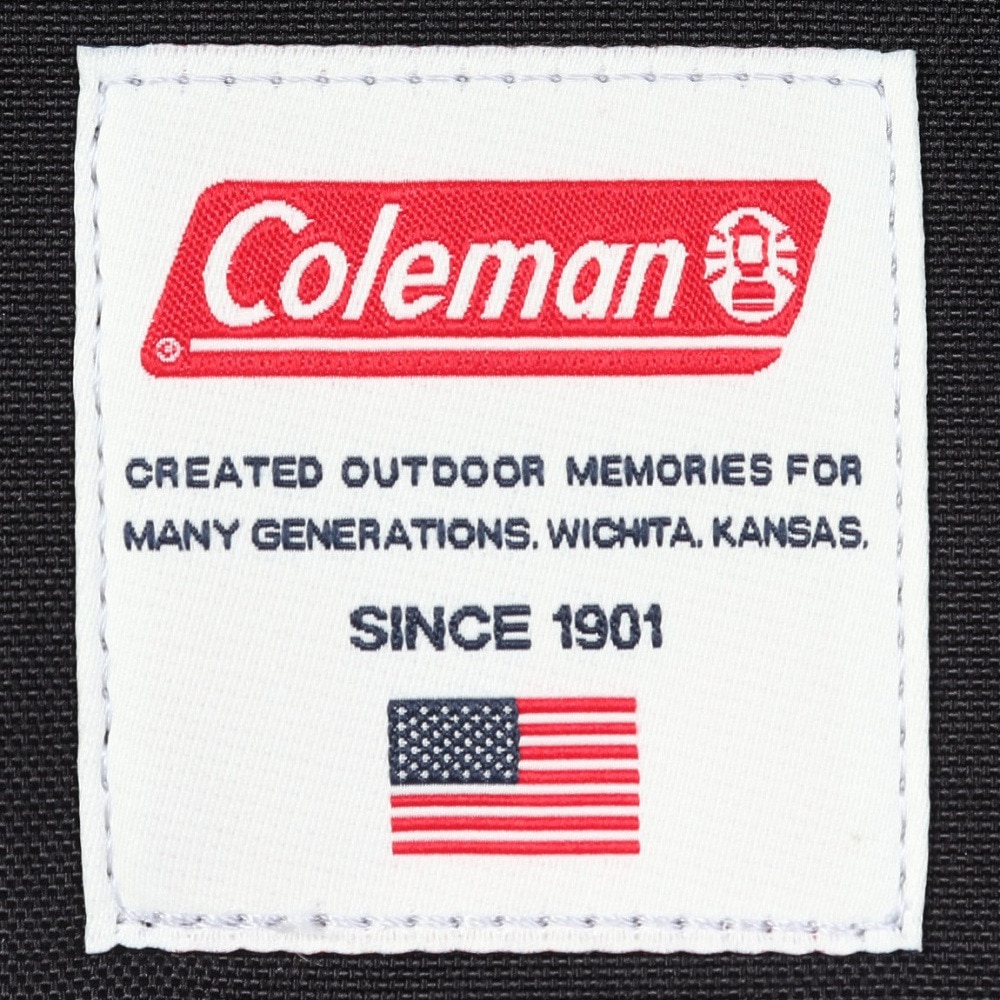 Coleman
®
CREATED OUTDOOR MEMORIES FOR
MANY GENERATIONS. WICHITA. KANSAS.
SINCE 1901